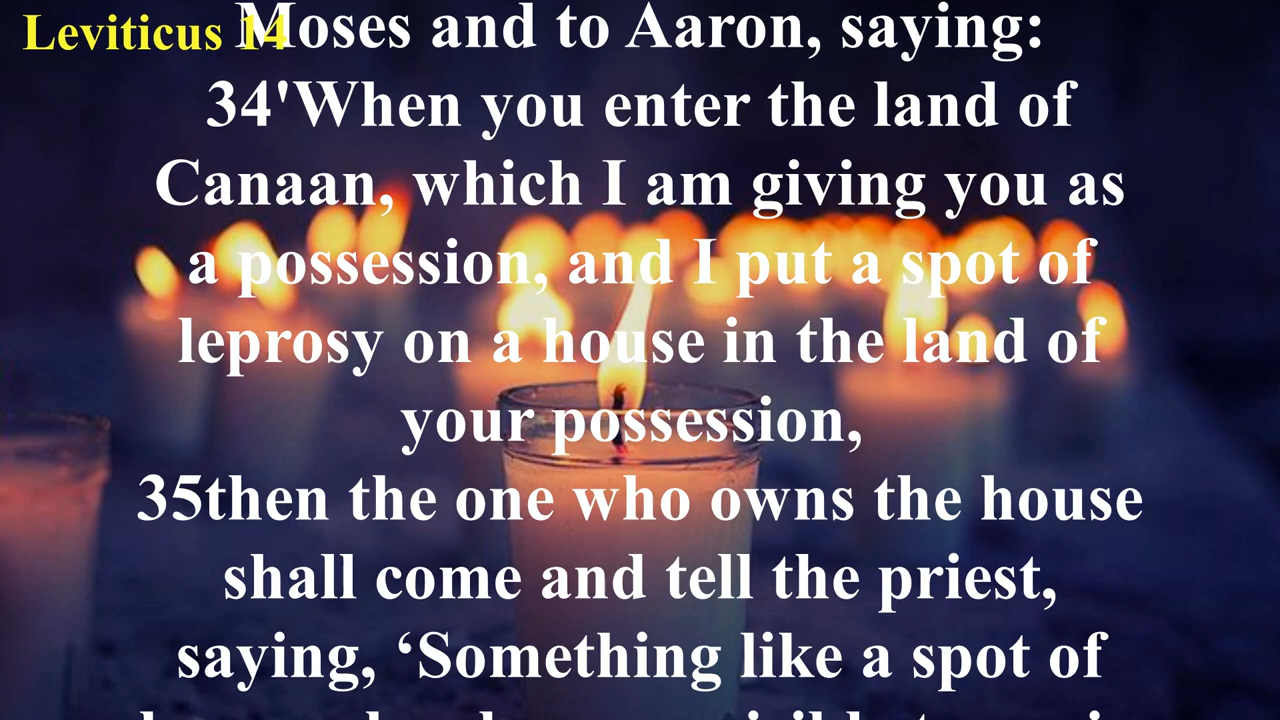 Leviticus 14
Moses and to Aaron, saying:
34'When you enter the land of
Canaan, which I am giving you as
a possession, and I put a spot of
leprosy on a house in the land of
your possession,
35then the one who owns the house
shall come and tell the priest,
saying, ‘Something like a spot of